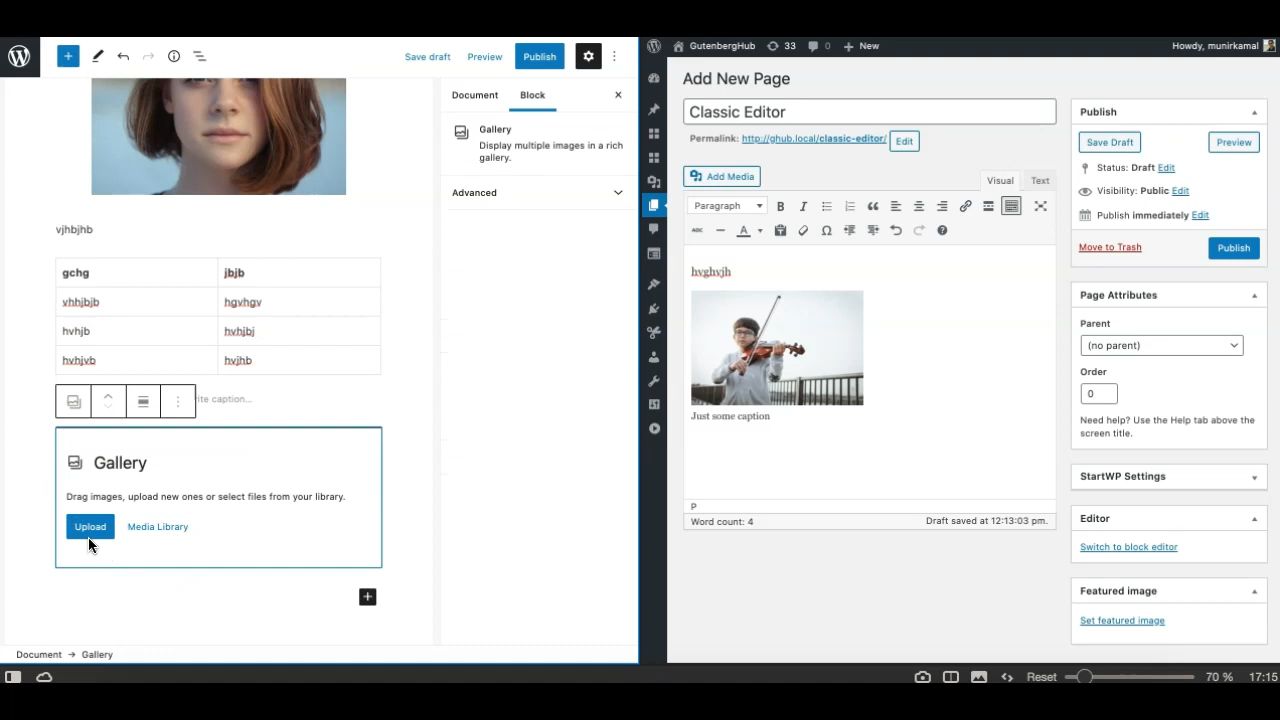 Save draft
Preview
Publish
Document
Block
Gallery
Display multiple images in a rich
gallery.
Advanced
vjhbjhb
gchg
jbjb
vhhjbjb
hgvhgv
hvhjb
hvhjbj
hvhjvb
hvjhb
ite caption...
Gallery
Drag images, upload new ones or select files from your library.
Upload
Media Library
Document → Gallery
GutenbergHub
33
0
New
Howdy, munirkamal
Add New Page
Classic Editor
Permalink: http://ghub.local/classic-editor/
Edit
Add Media
Visual
Text
Paragraph
B
I
ABC
A
Ω
hvghvjh
Just some caption
P
Word count: 4
Draft saved at 12:13:03 pm.
Publish
Save Draft
Preview
Status: Draft Edit
Visibility: Public Edit
Publish immediately Edit
Move to Trash
Publish
Page Attributes
Parent
(no parent)
Order
0
Need help? Use the Help tab above the
screen title.
StartWP Settings
Editor
Switch to block editor
Featured image
Set featured image
Reset
70 %
17:15